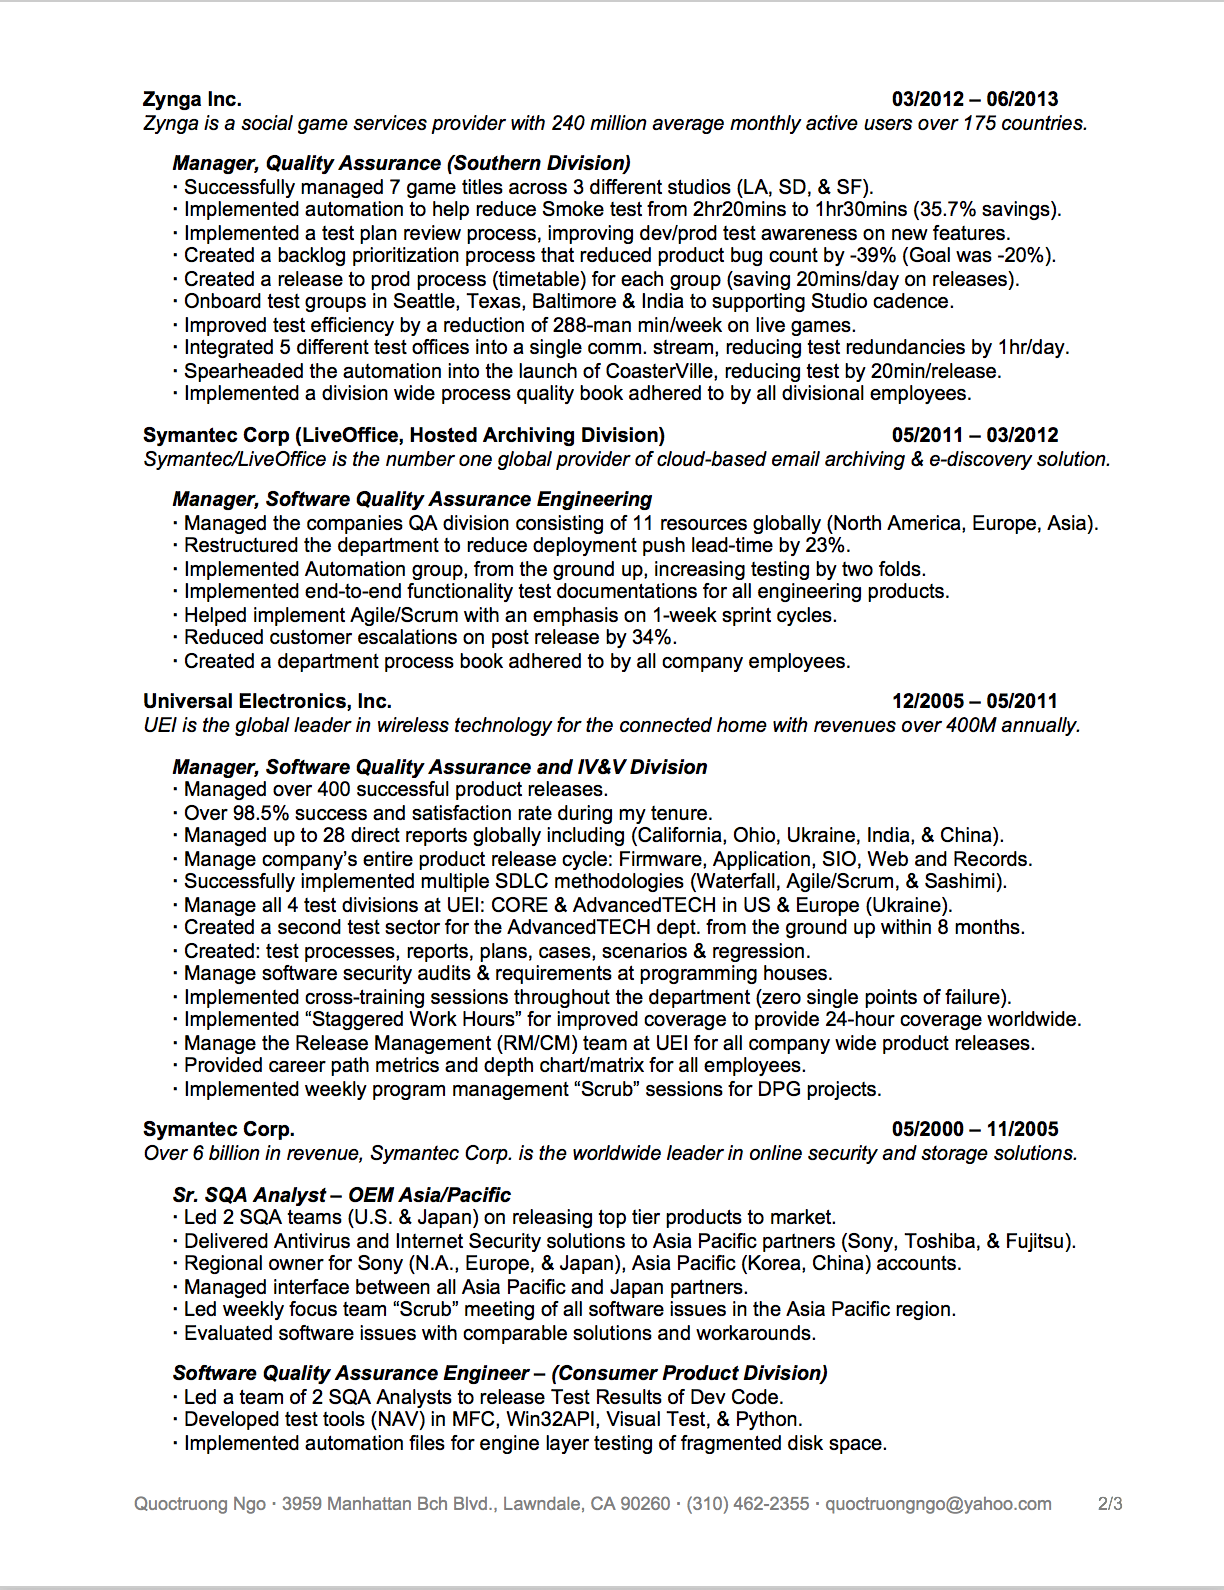 Zynga Inc. 03/2012 – 06/2013
Zynga is a social game services provider with 240 million average monthly active users over 175 countries.
Manager, Quality Assurance (Southern Division)
· Successfully managed 7 game titles across 3 different studios (LA, SD, & SF).
· Implemented automation to help reduce Smoke test from 2hr20mins to 1hr30mins (35.7% savings).
· Implemented a test plan review process, improving dev/prod test awareness on new features.
· Created a backlog prioritization process that reduced product bug count by -39% (Goal was -20%).
· Created a release to prod process (timetable) for each group (saving 20mins/day on releases).
· Onboard test groups in Seattle, Texas, Baltimore & India to supporting Studio cadence.
· Improved test efficiency by a reduction of 288-man min/week on live games.
· Integrated 5 different test offices into a single comm. stream, reducing test redundancies by 1hr/day.
· Spearheaded the automation into the launch of CoasterVille, reducing test by 20min/release.
· Implemented a division wide process quality book adhered to by all divisional employees.
Symantec Corp (LiveOffice, Hosted Archiving Division) 05/2011 – 03/2012
Symantec/LiveOffice is the number one global provider of cloud-based email archiving & e-discovery solution.
Manager, Software Quality Assurance Engineering
· Managed the companies QA division consisting of 11 resources globally (North America, Europe, Asia).
· Restructured the department to reduce deployment push lead-time by 23%.
· Implemented Automation group, from the ground up, increasing testing by two folds.
· Implemented end-to-end functionality test documentations for all engineering products.
· Helped implement Agile/Scrum with an emphasis on 1-week sprint cycles.
· Reduced customer escalations on post release by 34%.
· Created a department process book adhered to by all company employees.
Universal Electronics, Inc. 12/2005 – 05/2011
UEI is the global leader in wireless technology for the connected home with revenues over 400M annually.
Manager, Software Quality Assurance and IV&V Division
· Managed over 400 successful product releases.
· Over 98.5% success and satisfaction rate during my tenure.
· Managed up to 28 direct reports globally including (California, Ohio, Ukraine, India, & China).
· Manage company’s entire product release cycle: Firmware, Application, SIO, Web and Records.
· Successfully implemented multiple SDLC methodologies (Waterfall, Agile/Scrum, & Sashimi).
· Manage all 4 test divisions at UEI: CORE & AdvancedTECH in US & Europe (Ukraine).
· Created a second test sector for the AdvancedTECH dept. from the ground up within 8 months.
· Created: test processes, reports, plans, cases, scenarios & regression.
· Manage software security audits & requirements at programming houses.
· Implemented cross-training sessions throughout the department (zero single points of failure).
· Implemented “Staggered Work Hours” for improved coverage to provide 24-hour coverage worldwide.
· Manage the Release Management (RM/CM) team at UEI for all company wide product releases.
· Provided career path metrics and depth chart/matrix for all employees.
· Implemented weekly program management “Scrub” sessions for DPG projects.
Symantec Corp. 05/2000 – 11/2005
Over 6 billion in revenue, Symantec Corp. is the worldwide leader in online security and storage solutions.
Sr. SQA Analyst – OEM Asia/Pacific
· Led 2 SQA teams (U.S. & Japan) on releasing top tier products to market.
· Delivered Antivirus and Internet Security solutions to Asia Pacific partners (Sony, Toshiba, & Fujitsu).
· Regional owner for Sony (N.A., Europe, & Japan), Asia Pacific (Korea, China) accounts.
· Managed interface between all Asia Pacific and Japan partners.
· Led weekly focus team “Scrub” meeting of all software issues in the Asia Pacific region.
· Evaluated software issues with comparable solutions and workarounds.
Software Quality Assurance Engineer – (Consumer Product Division)
· Led a team of 2 SQA Analysts to release Test Results of Dev Code.
· Developed test tools (NAV) in MFC, Win32API, Visual Test, & Python.
· Implemented automation files for engine layer testing of fragmented disk space.
Quoctruong Ngo · 3959 Manhattan Bch Blvd., Lawndale, CA 90260 · (310) 462-2355 · quoctruongngo@yahoo.com 2/3